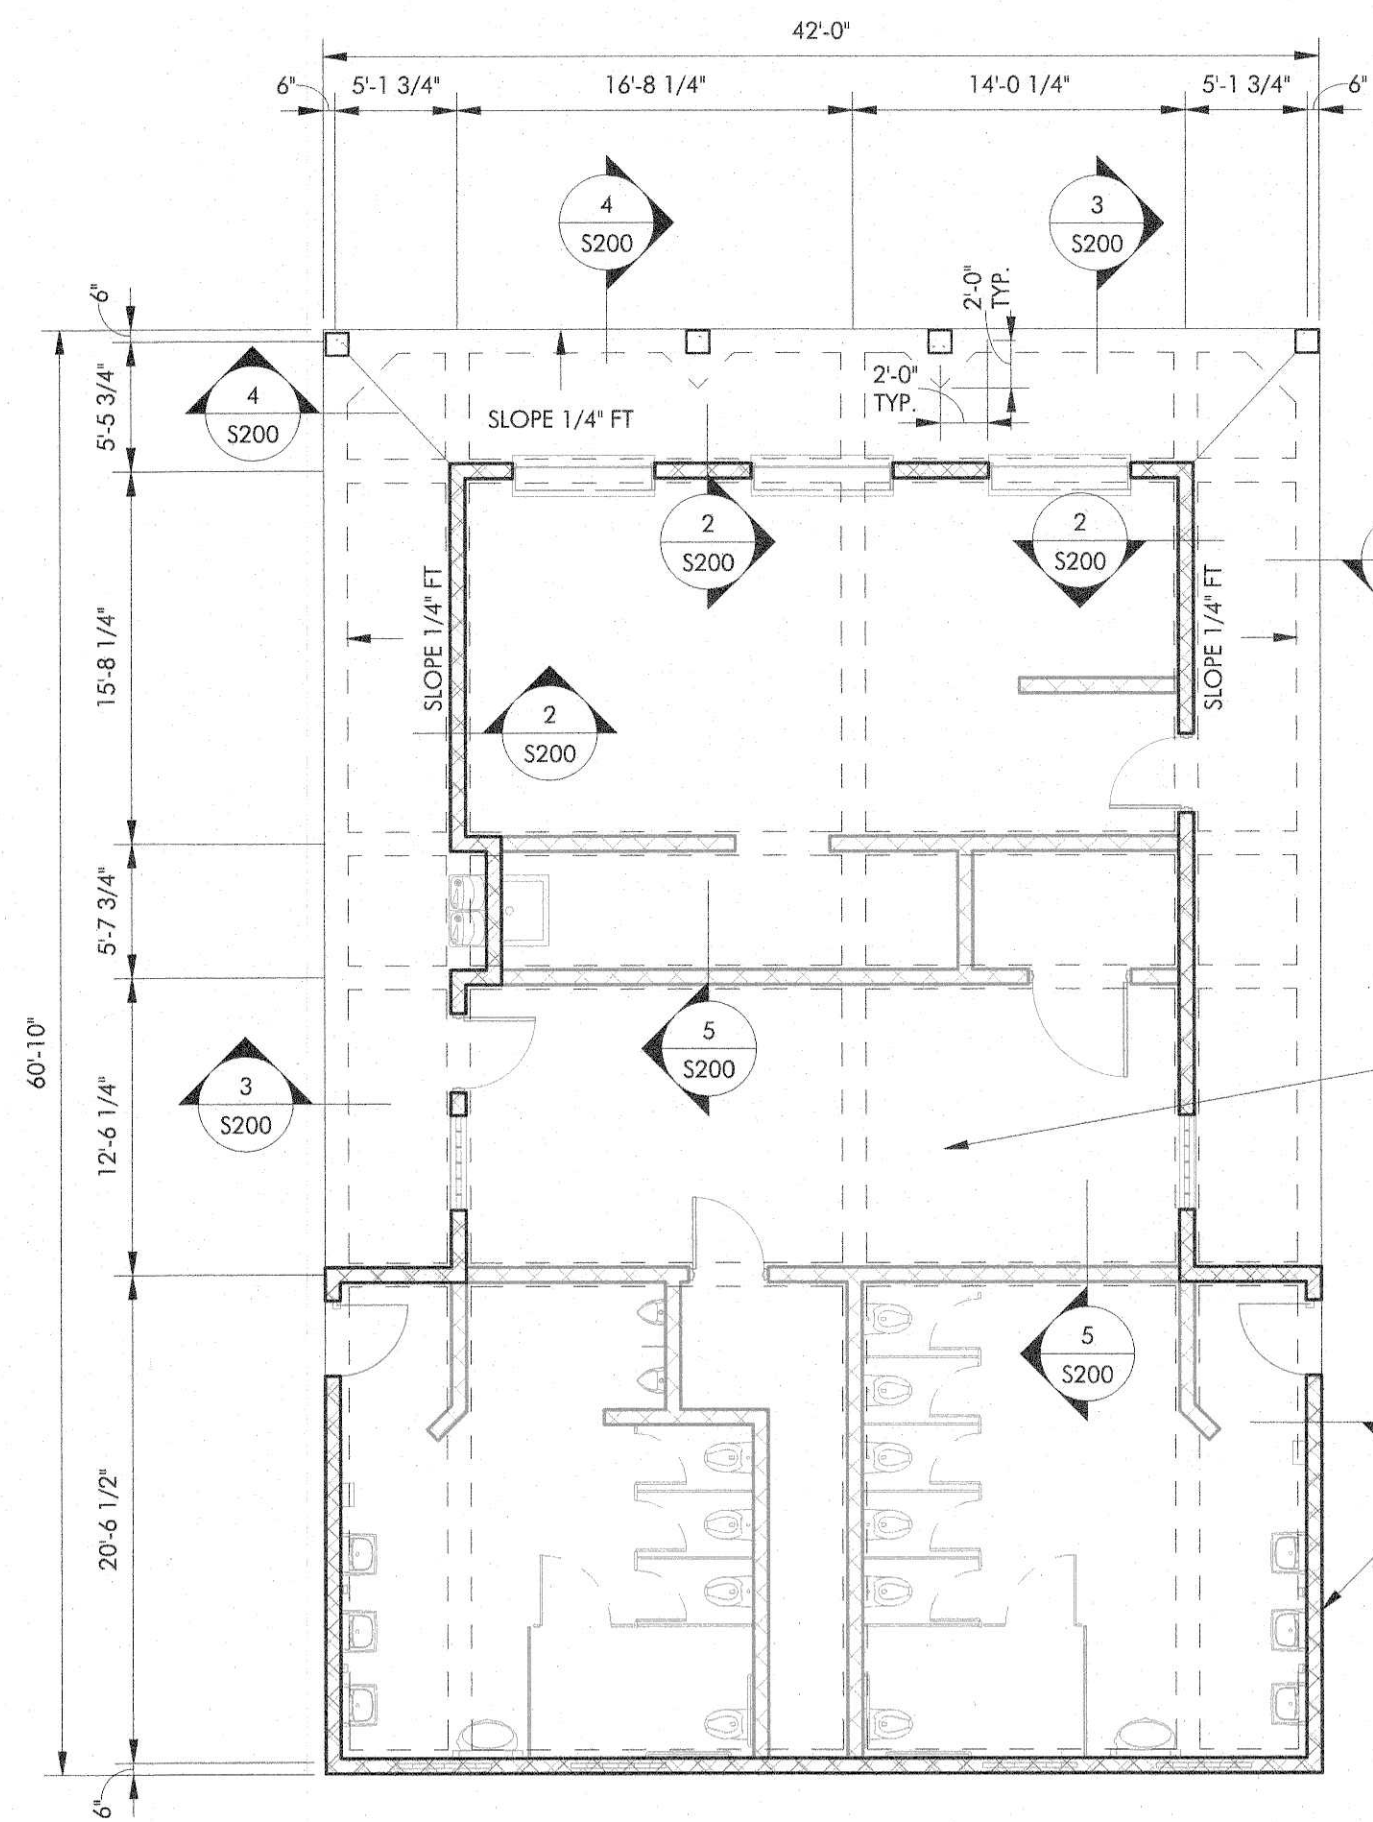 42'-0"
6"
5'-1 3/4"
16'-8 1/4"
14'-0 1/4"
5'-1 3/4"
6"
4
S200
3
S200
2'-0"
TYP.
6"
5'-5 3/4"
4
S200
SLOPE 1/4" FT
2'-0"
TYP.
2
S200
2
S200
15'-8 1/4"
SLOPE 1/4" FT
SLOPE 1/4" FT
2
S200
5'-7 3/4"
60'-10"
5
S200
3
S200
12'-6 1/4"
5
S200
20'-6 1/2"
6"